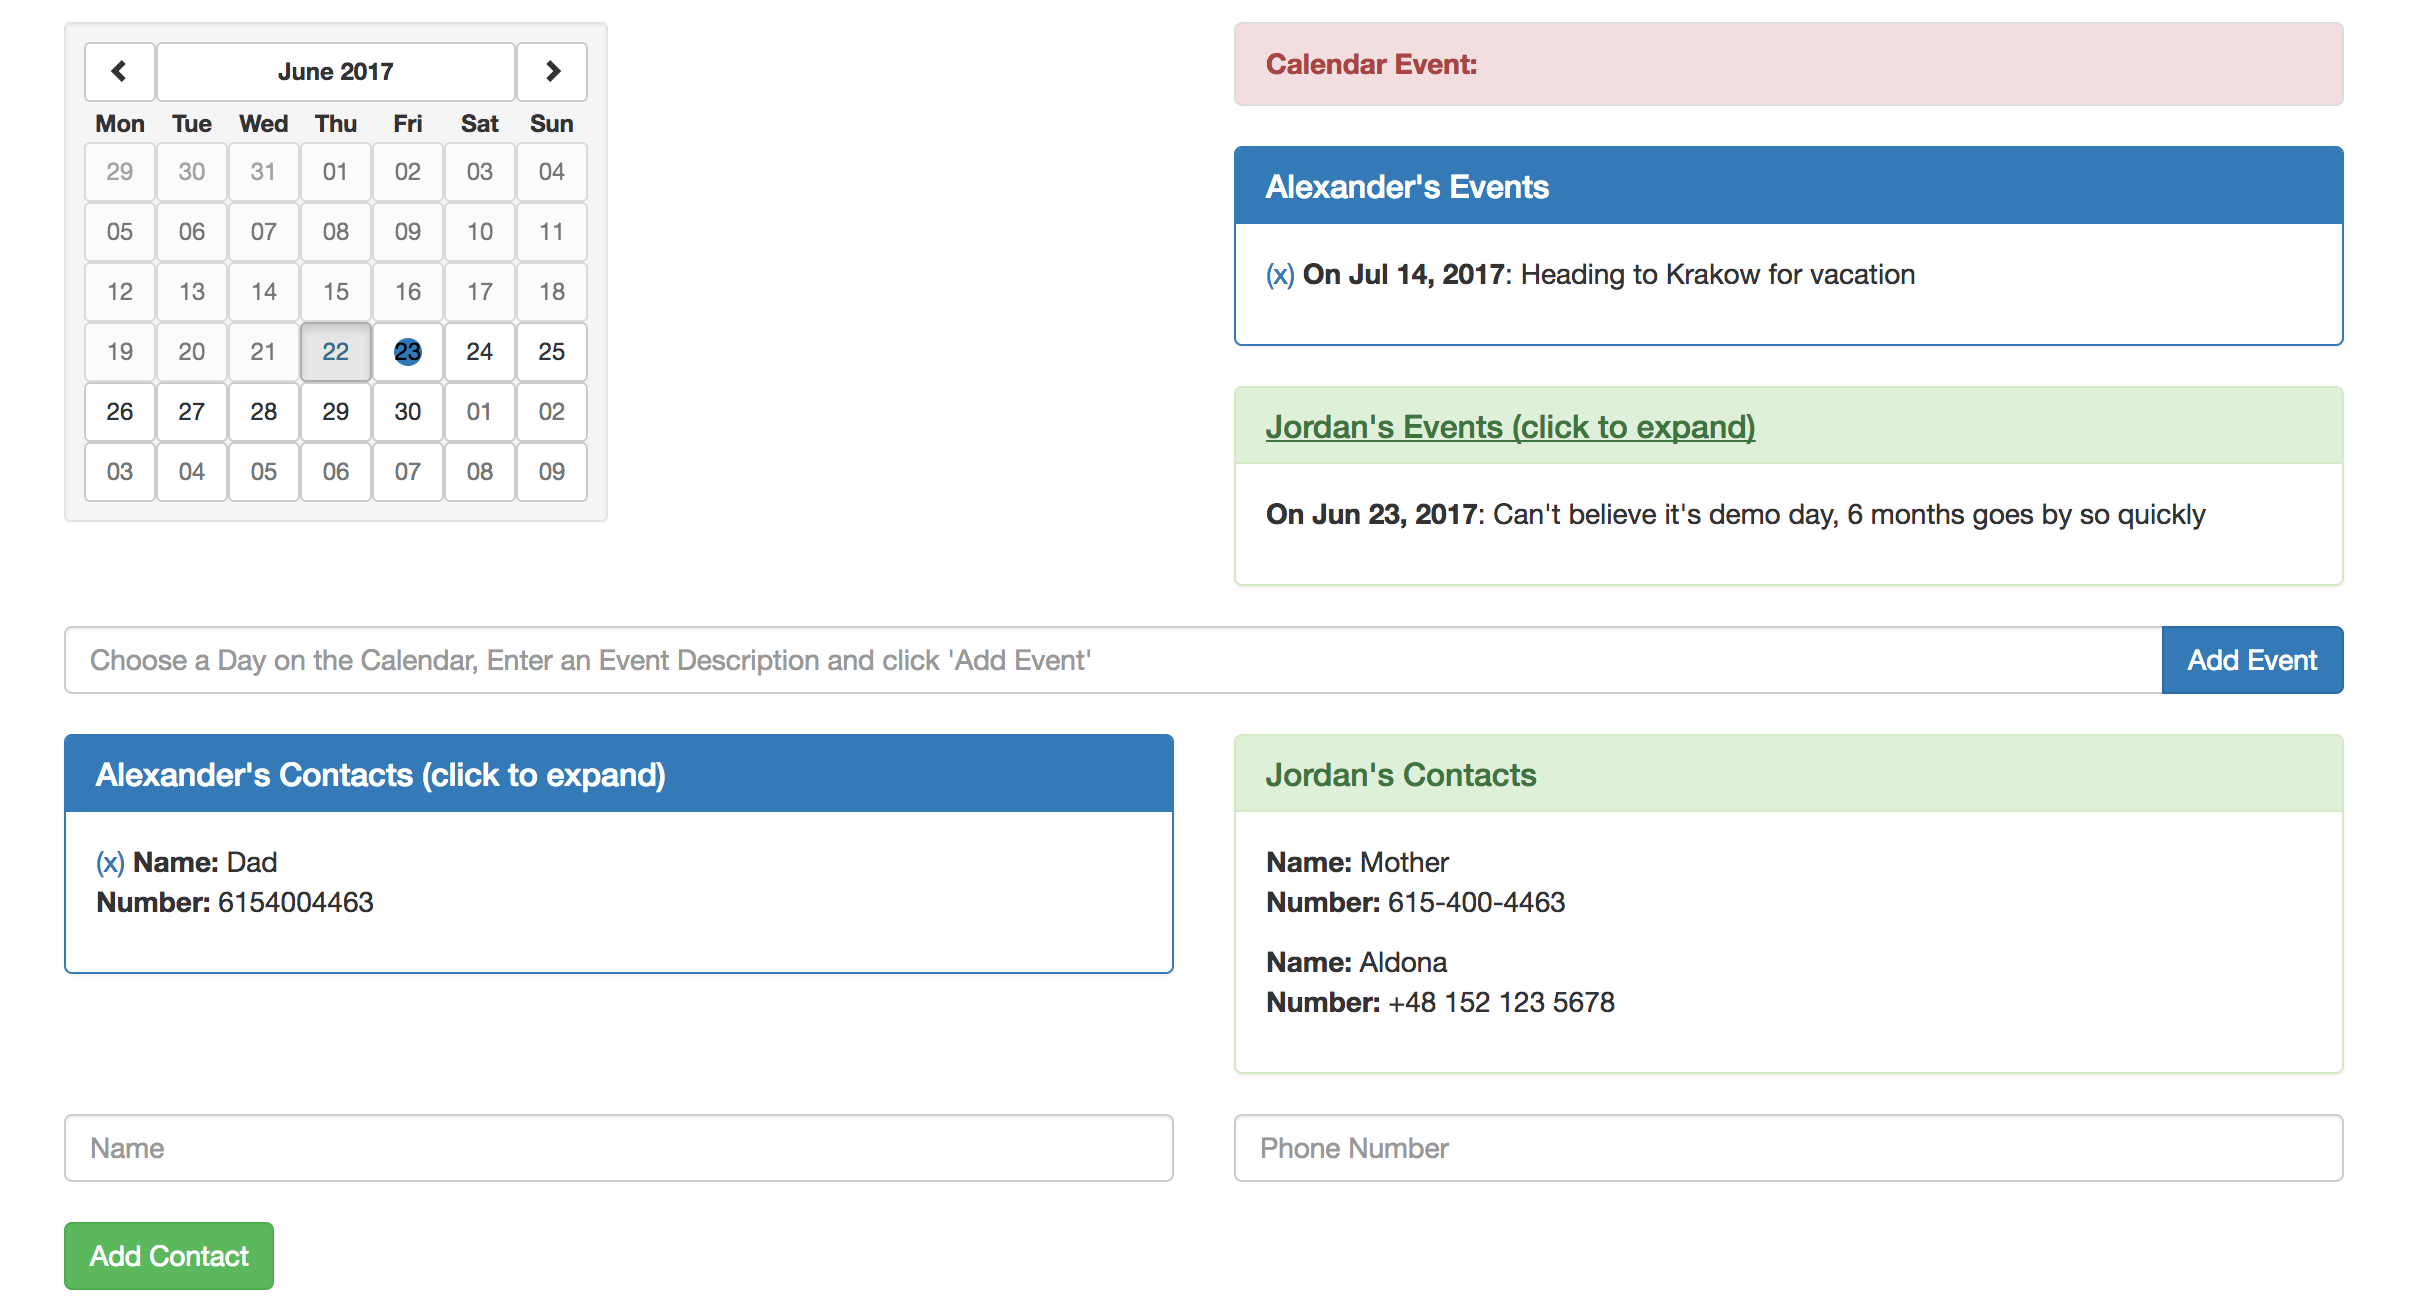 June 2017
Mon Tue Wed Thu Fri Sat Sun
29 30 31 01 02 03 04
05 06 07 08 09 10 11
12 13 14 15 16 17 18
19 20 21 22 23 24 25
26 27 28 29 30 01 02
03 04 05 06 07 08 09
Calendar Event:
Alexander's Events
(x) On Jul 14, 2017: Heading to Krakow for vacation
Jordan's Events (click to expand)
On Jun 23, 2017: Can't believe it's demo day, 6 months goes by so quickly
Choose a Day on the Calendar, Enter an Event Description and click 'Add Event'
Add Event
Alexander's Contacts (click to expand)
(x) Name: Dad
Number: 6154004463
Jordan's Contacts
Name: Mother
Number: 615-400-4463
Name: Aldona
Number: +48 152 123 5678
Name
Phone Number
Add Contact